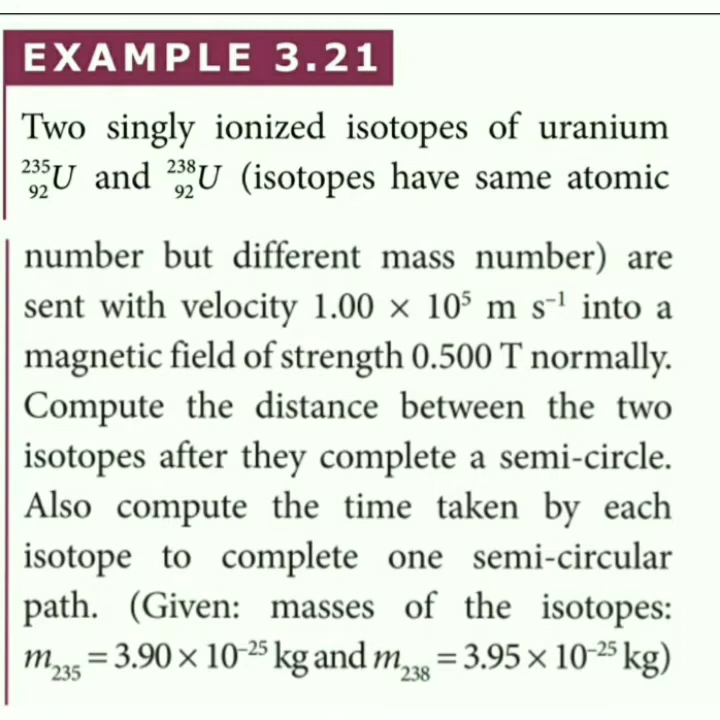 EXAMPLE 3.21
Two singly ionized isotopes of uranium
²³⁵₉₂U and ²³⁸₉₂U (isotopes have same atomic
number but different mass number) are
sent with velocity 1.00 × 10⁵ m s⁻¹ into a
magnetic field of strength 0.500 T normally.
Compute the distance between the two
isotopes after they complete a semi-circle.
Also compute the time taken by each
isotope to complete one semi-circular
path. (Given: masses of the isotopes:
m₂₃₅ = 3.90 × 10⁻²⁵ kg and m₂₃₈ = 3.95 × 10⁻²⁵ kg)